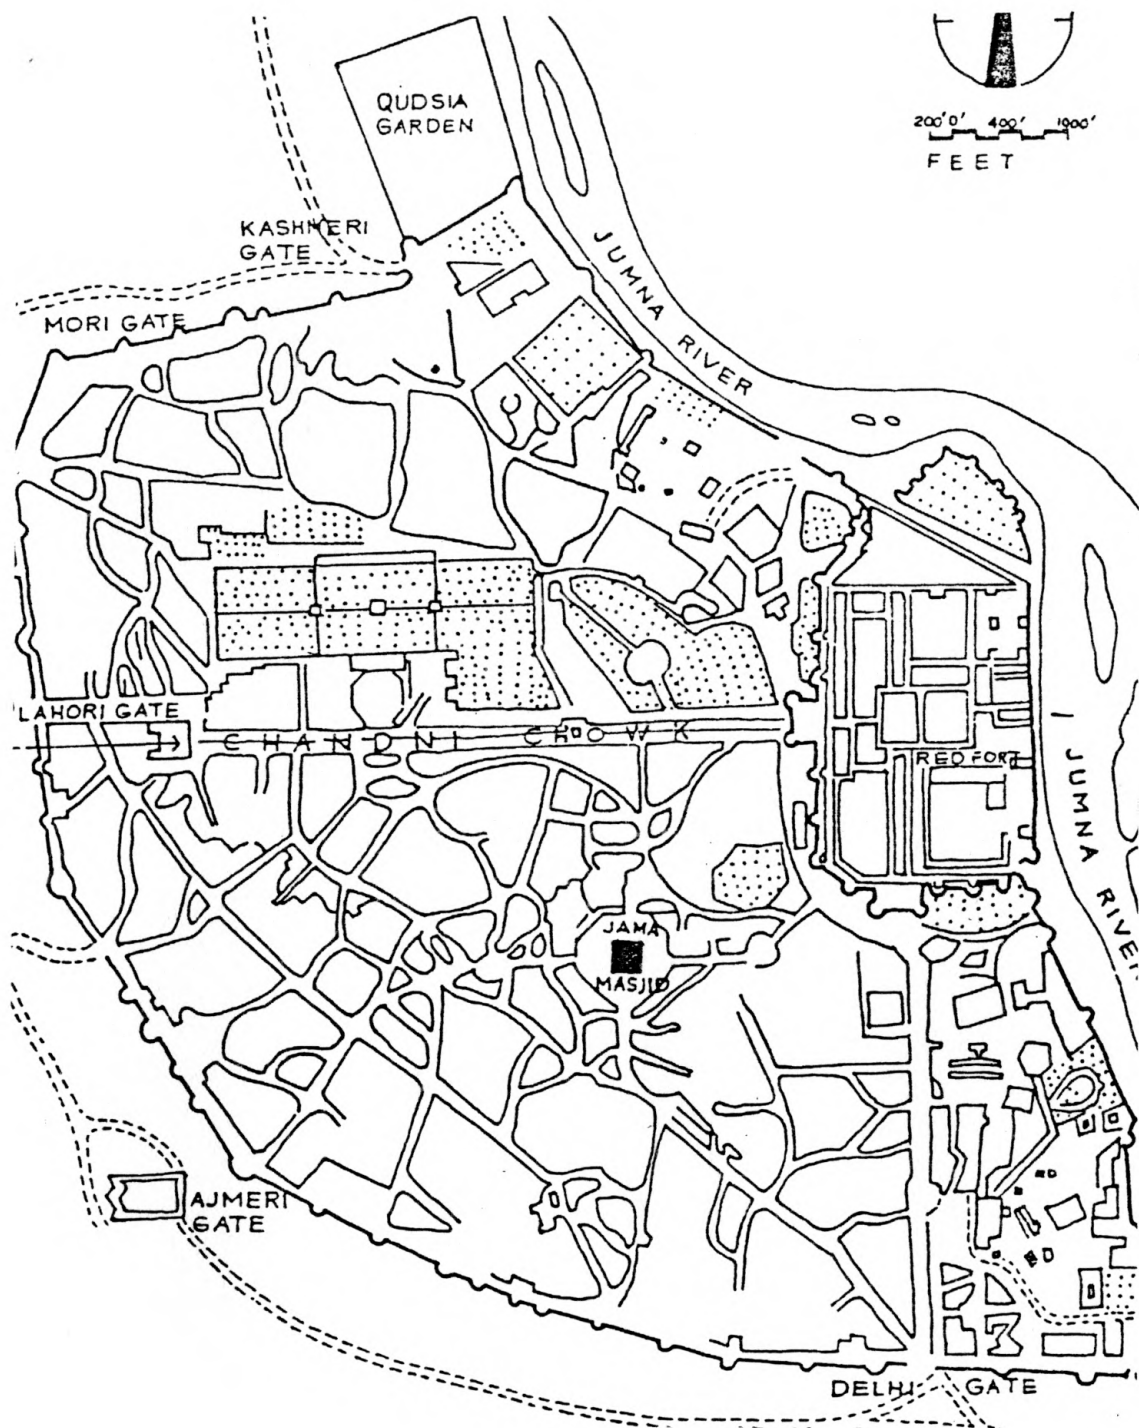 QUDSIA
GARDEN
200' 0' 400' 1000'
FEET
KASHMERI
GATE
JUMNA RIVER
MORI GATE
LAHORI GATE
CHANDNI CHOWK
RED FORT
JUMNA RIVER
JAMA
MASJID
AJMERI
GATE
DELHI GATE